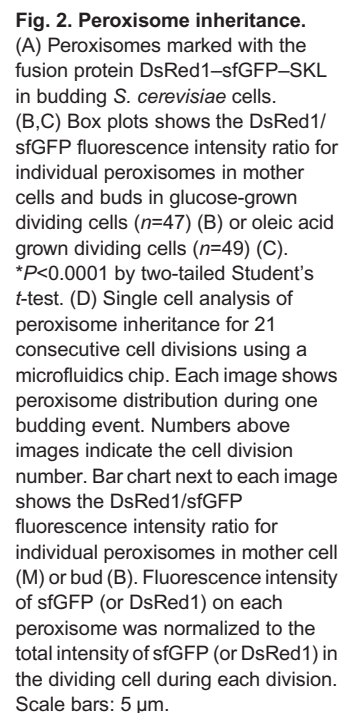 Fig. 2. Peroxisome inheritance.
(A) Peroxisomes marked with the
fusion protein DsRed1–sfGFP–SKL
in budding S. cerevisiae cells.
(B,C) Box plots shows the DsRed1/
sfGFP fluorescence intensity ratio for
individual peroxisomes in mother
cells and buds in glucose-grown
dividing cells (n=47) (B) or oleic acid
grown dividing cells (n=49) (C).
*P<0.0001 by two-tailed Student's
t-test. (D) Single cell analysis of
peroxisome inheritance for 21
consecutive cell divisions using a
microfluidics chip. Each image shows
peroxisome distribution during one
budding event. Numbers above
images indicate the cell division
number. Bar chart next to each image
shows the DsRed1/sfGFP
fluorescence intensity ratio for
individual peroxisomes in mother cell
(M) or bud (B). Fluorescence intensity
of sfGFP (or DsRed1) on each
peroxisome was normalized to the
total intensity of sfGFP (or DsRed1) in
the dividing cell during each division.
Scale bars: 5 μm.